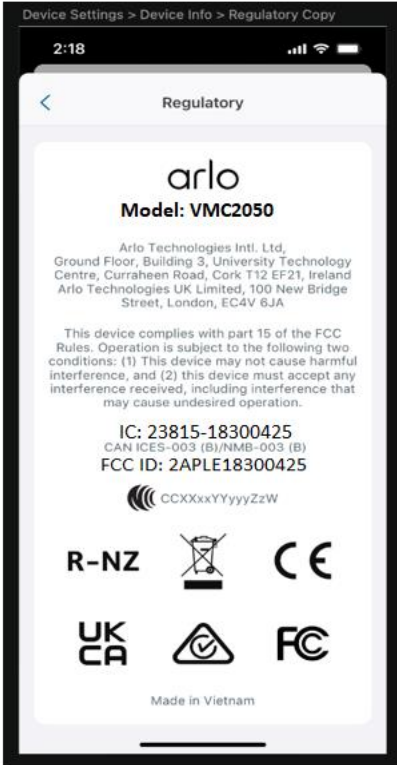 Device Settings > Device Info > Regulatory Copy
2:18
Regulatory
arlo
Model: VMC2050
Arlo Technologies Intl. Ltd,
Ground Floor, Building 3, University Technology
Centre, Curraheen Road, Cork T12 EF21, Ireland
Arlo Technologies UK Limited, 100 New Bridge
Street, London, EC4V 6JA
This device complies with part 15 of the FCC
Rules. Operation is subject to the following two
conditions: (1) This device may not cause harmful
interference, and (2) this device must accept any
interference received, including interference that
may cause undesired operation.
IC: 23815-18300425
CAN ICES-003 (B)/NMB-003 (B)
FCC ID: 2APLE18300425
CCXXxxYYyyyZzW
R-NZ
CE
UK
CA
FC
Made in Vietnam